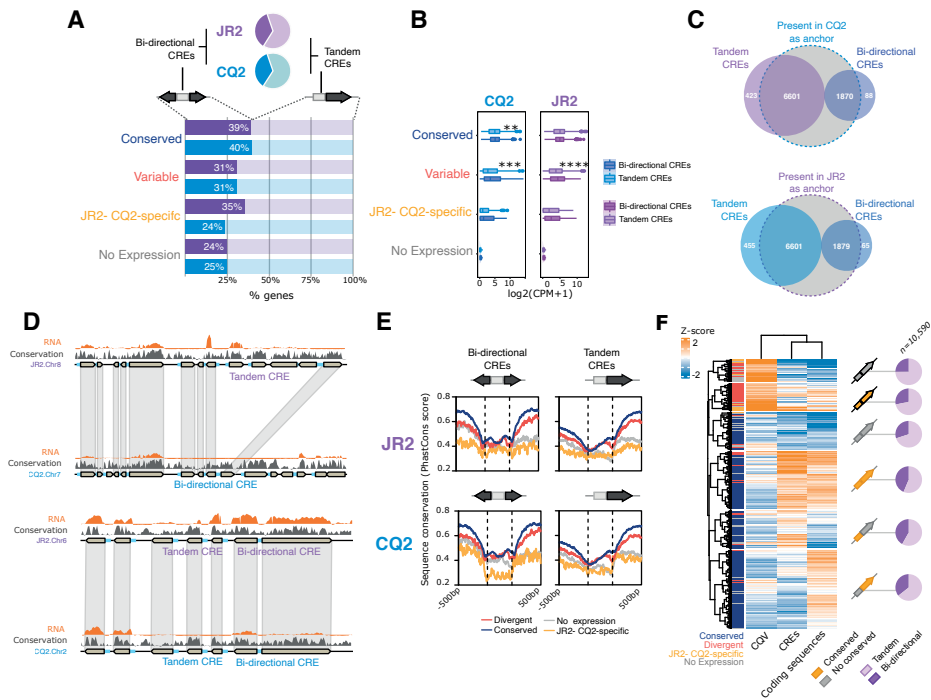 A
Bi-directional
CREs
JR2
CQ2
Tandem
CREs
Conserved
39%
40%
Variable
31%
31%
JR2- CQ2-specifc
35%
24%
No Expression
24%
25%
25%
50%
75%
100%
% genes
B
CQ2
JR2
Conserved
**
Variable
***
****
JR2- CQ2-specific
No Expression
0
5
10
0
5
10
log2(CPM+1)
Bi-directional CREs
Tandem CREs
Bi-directional CREs
Tandem CREs
C
Present in CQ2
as anchor
Tandem CREs
Bi-directional
CREs
423
6601
1870
88
Present in JR2
as anchor
Tandem
CREs
Bi-directional
CREs
455
6601
1879
65
D
RNA
Conservation
JR2.Chr8
Tandem CRE
RNA
Conservation
CQ2.Chr7
Bi-directional CRE
RNA
Conservation
JR2.Chr6
Tandem CRE
Bi-directional CRE
RNA
Conservation
CQ2.Chr2
Tandem CRE
Bi-directional CRE
E
Bi-directional
CREs
Tandem
CREs
JR2
CQ2
Sequence conservation (PhastCons score)
0.8
0.6
0.4
0.2
0.8
0.6
0.4
0.2
-500bp
500bp
500bp
Divergent
Conserved
No expression
JR2- CQ2-specific
F
Z-score
2
-2
n=10,590
Conserved
Divergent
JR2- CQ2-specific
No Expression
CQV
CREs
Coding sequences
Conserved
No conserved
Tandem
Bi-directional